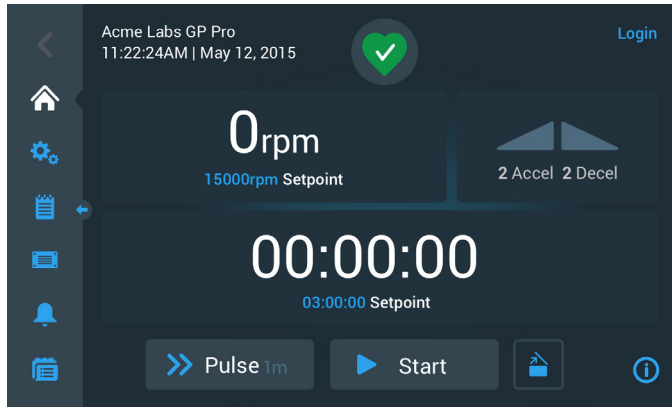 Acme Labs GP Pro
11:22:24AM | May 12, 2015
Login
0rpm
15000rpm Setpoint
2 Accel 2 Decel
00:00:00
03:00:00 Setpoint
Pulse 1m
Start